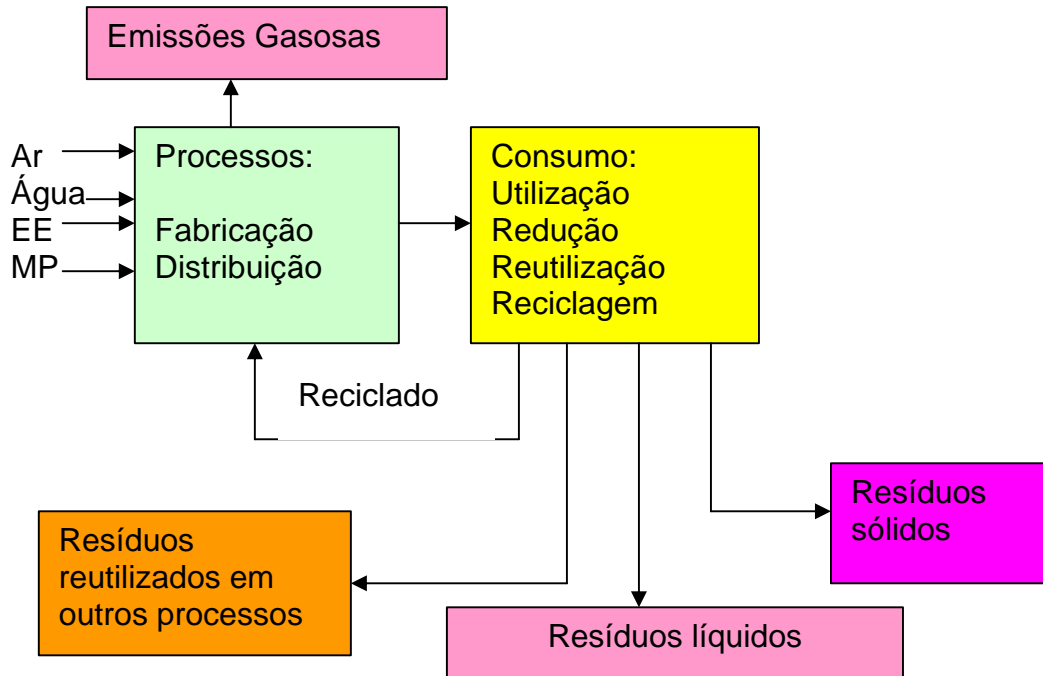 Emissões Gasosas
Ar
Água
EE
MP
Processos:
Fabricação
Distribuição
Consumo:
Utilização
Redução
Reutilização
Reciclagem
Reciclado
Resíduos
sólidos
Resíduos
reutilizados em
outros processos
Resíduos líquidos